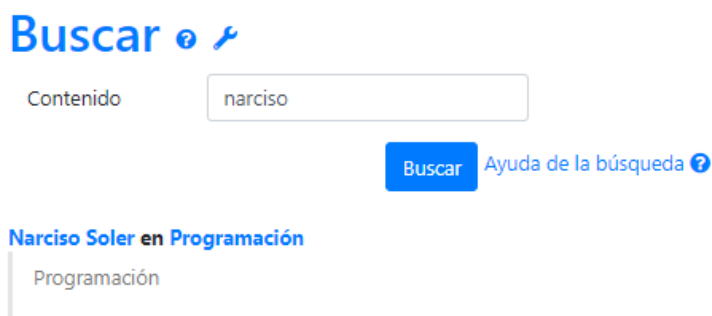 Buscar
Contenido narciso
Buscar Ayuda de la búsqueda
Narciso Soler en Programación
Programación